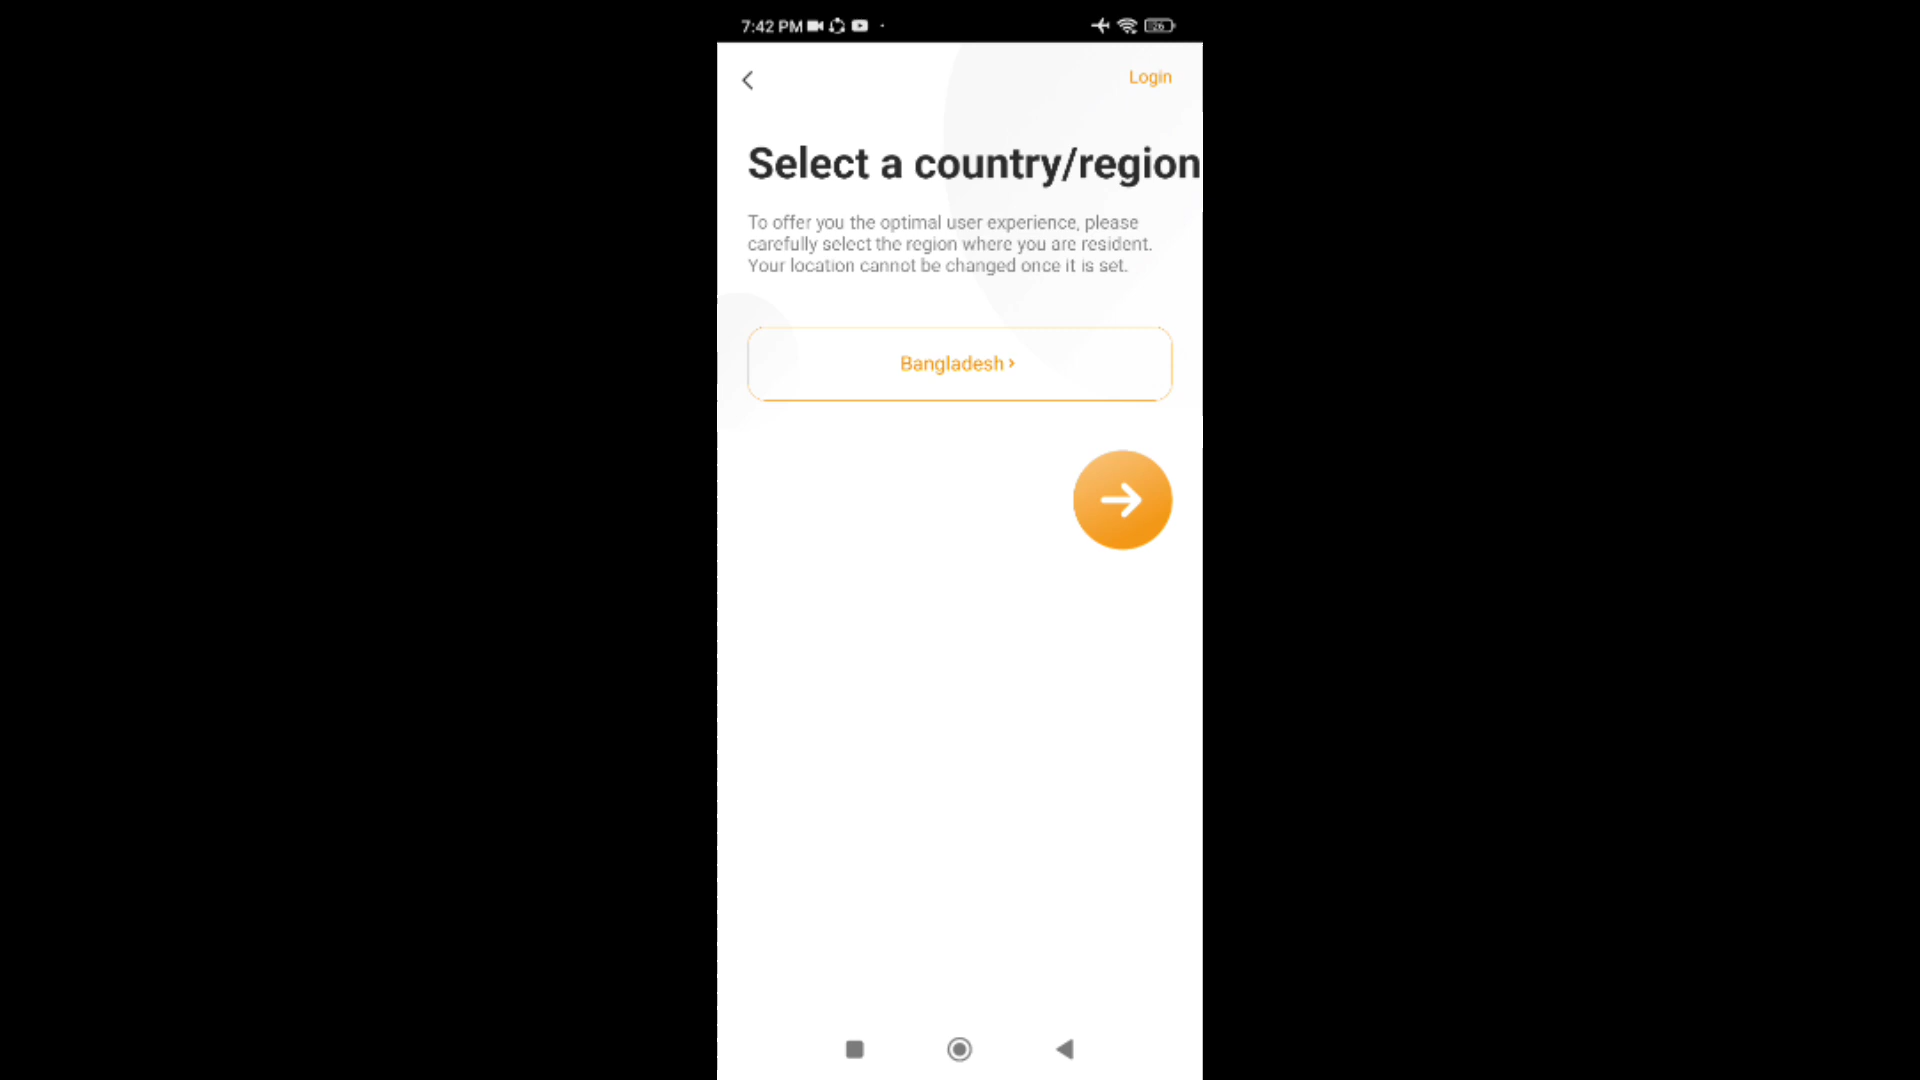 7:42 PM
26
Login
Select a country/region
To offer you the optimal user experience, please
carefully select the region where you are resident.
Your location cannot be changed once it is set.
Bangladesh ›